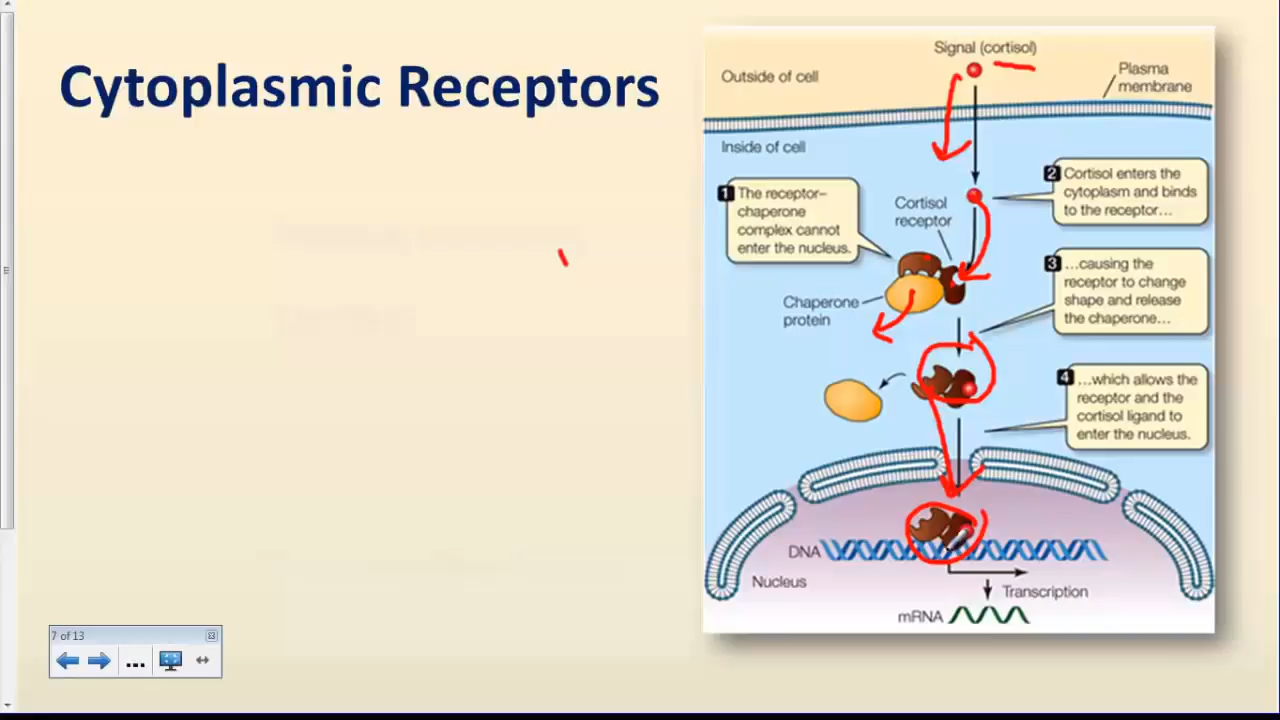 Cytoplasmic Receptors
Signal (cortisol)
Outside of cell
Plasma
membrane
Inside of cell
1 The receptor–
chaperone
complex cannot
enter the nucleus.
Cortisol
receptor
2 Cortisol enters the
cytoplasm and binds
to the receptor…
Chaperone
protein
3 …causing the
receptor to change
shape and release
the chaperone…
4 …which allows the
receptor and the
cortisol ligand to
enter the nucleus.
DNA
Nucleus
Transcription
mRNA
7 of 13
...